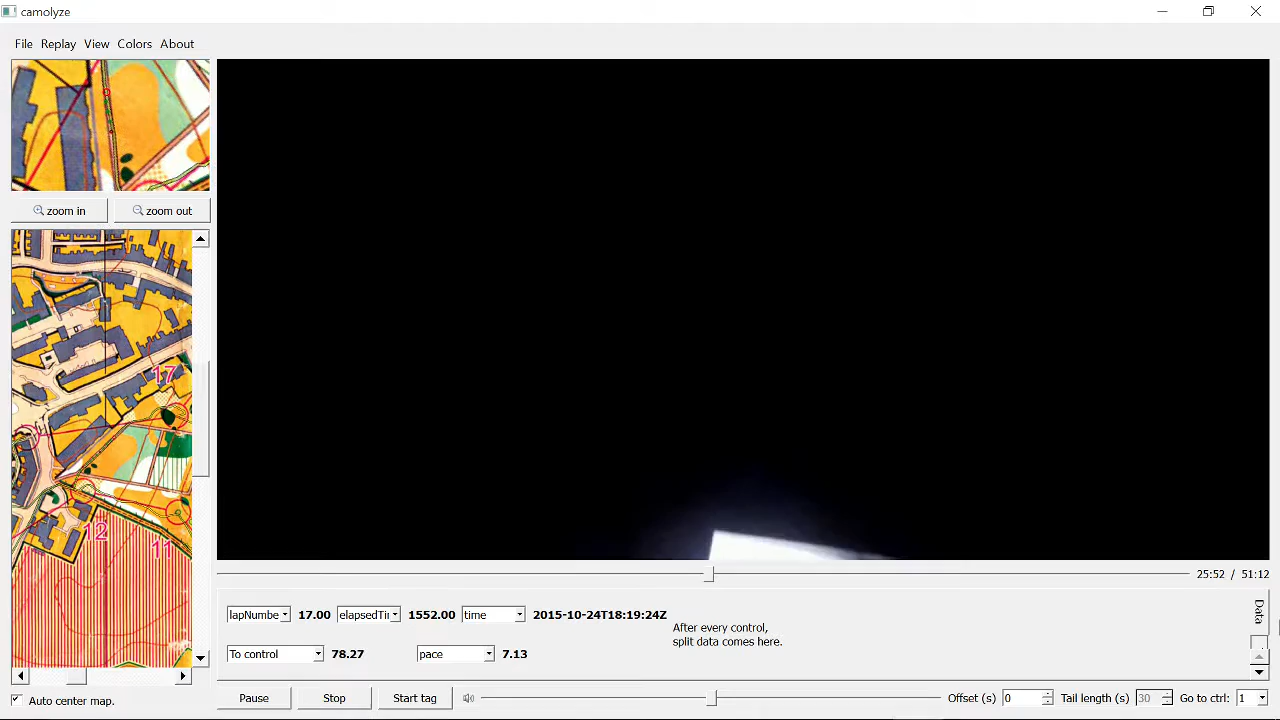 camolyze
File Replay View Colors About
zoom in zoom out
17
12
11
25:52 / 51:12
lapNumbe 17.00 elapsedTii 1552.00 time 2015-10-24T18:19:24Z
To control 78.27 pace 7.13
After every control,
split data comes here.
Data
Auto center map.
Pause Stop Start tag Offset (s) 0 Tail length (s) 30 Go to ctrl: 1